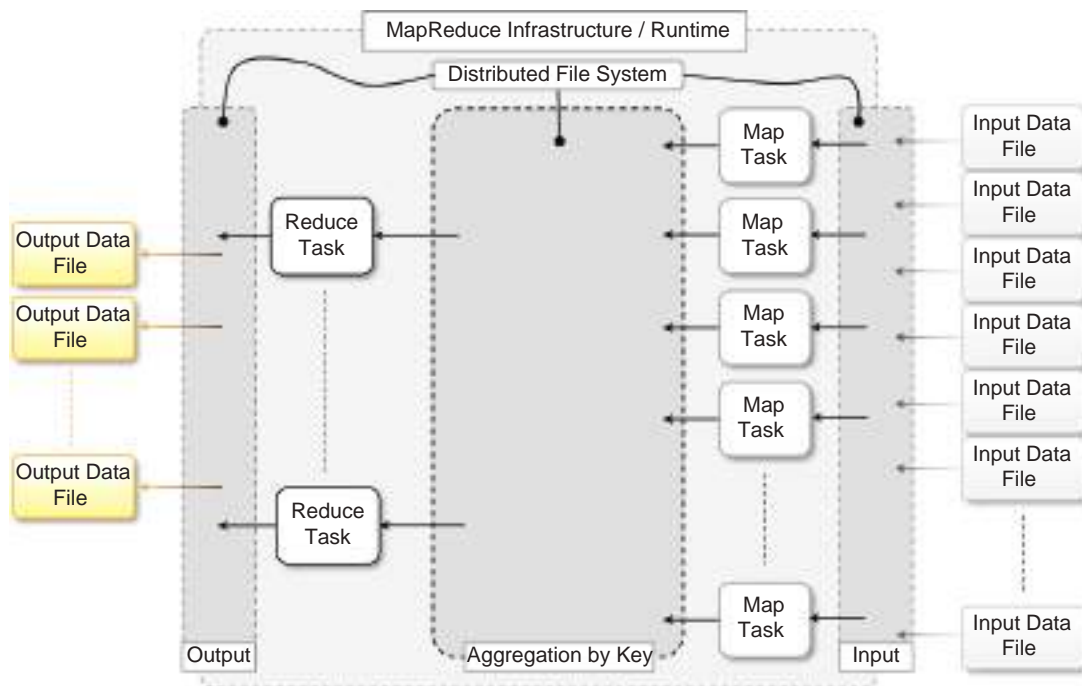 MapReduce Infrastructure / Runtime
Distributed File System
Map
Task
Input Data
File
Input Data
File
Reduce
Task
Map
Task
Output Data
File
Input Data
File
Output Data
File
Map
Task
Input Data
File
Map
Task
Input Data
File
Output Data
File
Input Data
File
Reduce
Task
Map
Task
Input Data
File
Output
Aggregation by Key
Input